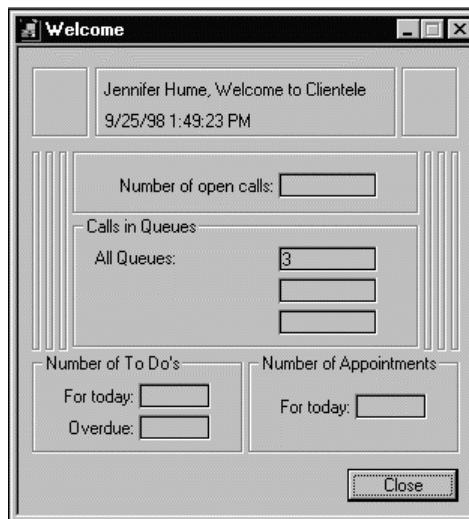 Welcome
Jennifer Hume, Welcome to Clientele
9/25/98 1:49:23 PM
Number of open calls:
Calls in Queues
All Queues: 3
Number of To Do's
For today:
Overdue:
Number of Appointments
For today:
Close